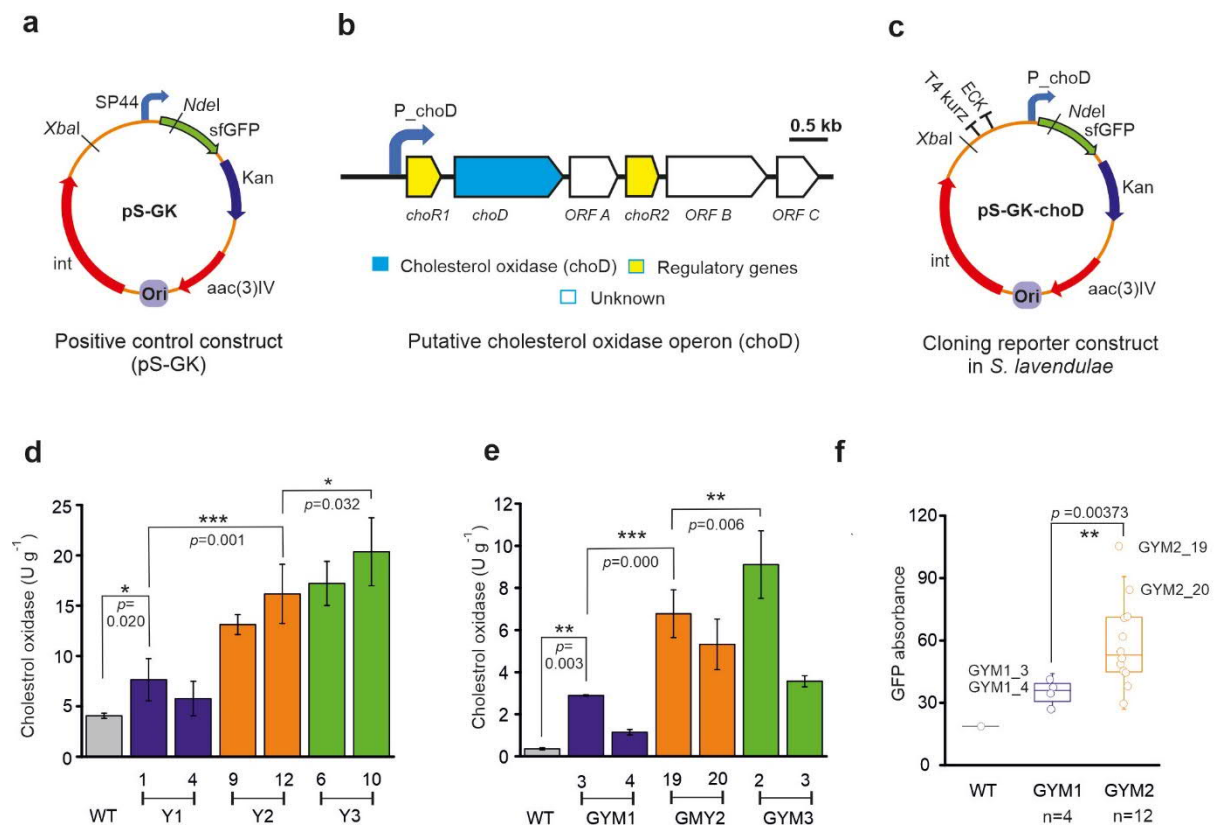 a
SP44
NdeI
sfGFP
XbaI
Kan
pS-GK
int
Ori
aac(3)IV
Positive control construct
(pS-GK)
b
P_choD
0.5 kb
choR1 choD ORF A choR2 ORF B ORF C
Cholesterol oxidase (choD) Regulatory genes
Unknown
Putative cholesterol oxidase operon (choD)
c
P_choD
ECK
T4 kurz
NdeI
sfGFP
XbaI
Kan
pS-GK-choD
int
Ori
aac(3)IV
Cloning reporter construct
in S. lavendulae
d
Cholestrol oxidase (U g⁻¹)
25
20
15
10
5
0
*
p=
0.020
***
p=0.001
*
p=0.032
1 4 9 12 6 10
WT Y1 Y2 Y3
e
Cholestrol oxidase (U g⁻¹)
12
10
8
6
4
2
0
**
p=
0.003
***
p=0.000
**
p=0.006
3 4 19 20 2 3
WT GYM1 GMY2 GYM3
f
GFP absorbance
120
90
60
30
0
p =0.00373
**
GYM2_19
GYM2_20
GYM1_3
GYM1_4
WT GYM1 GYM2
n=4 n=12